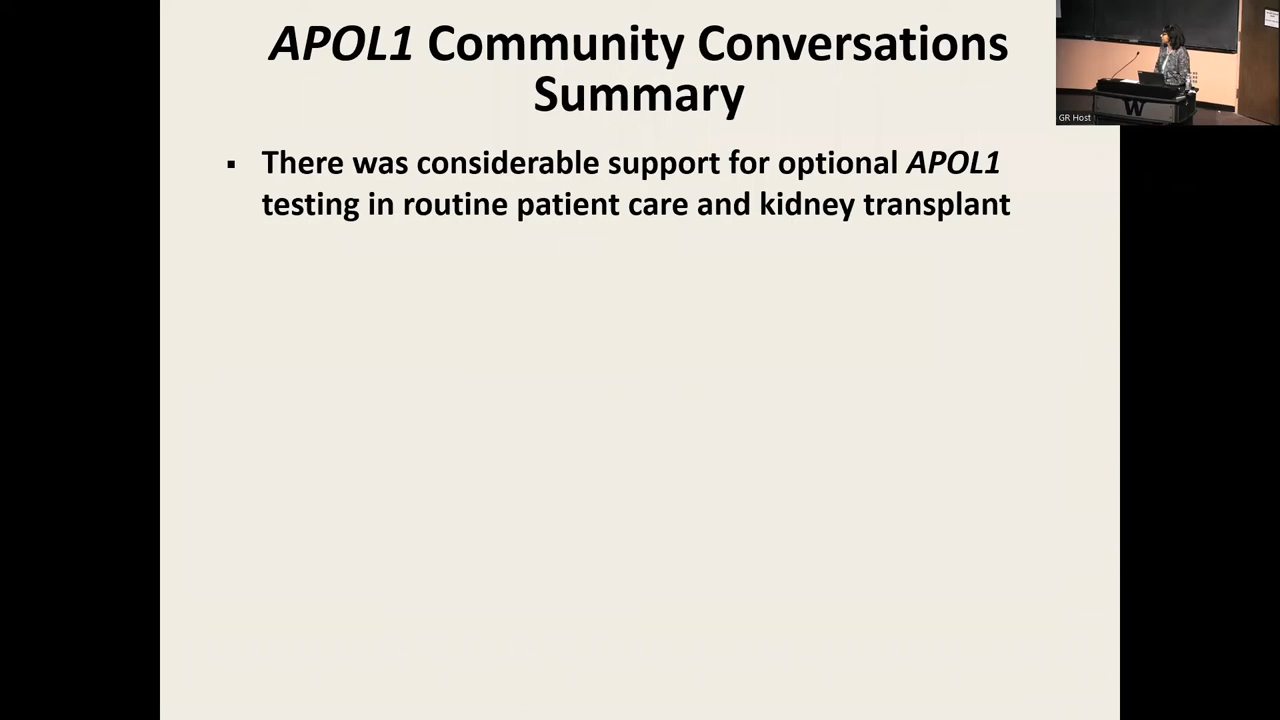 APOL1 Community Conversations
Summary
▪ There was considerable support for optional APOL1
testing in routine patient care and kidney transplant
GR Host
W